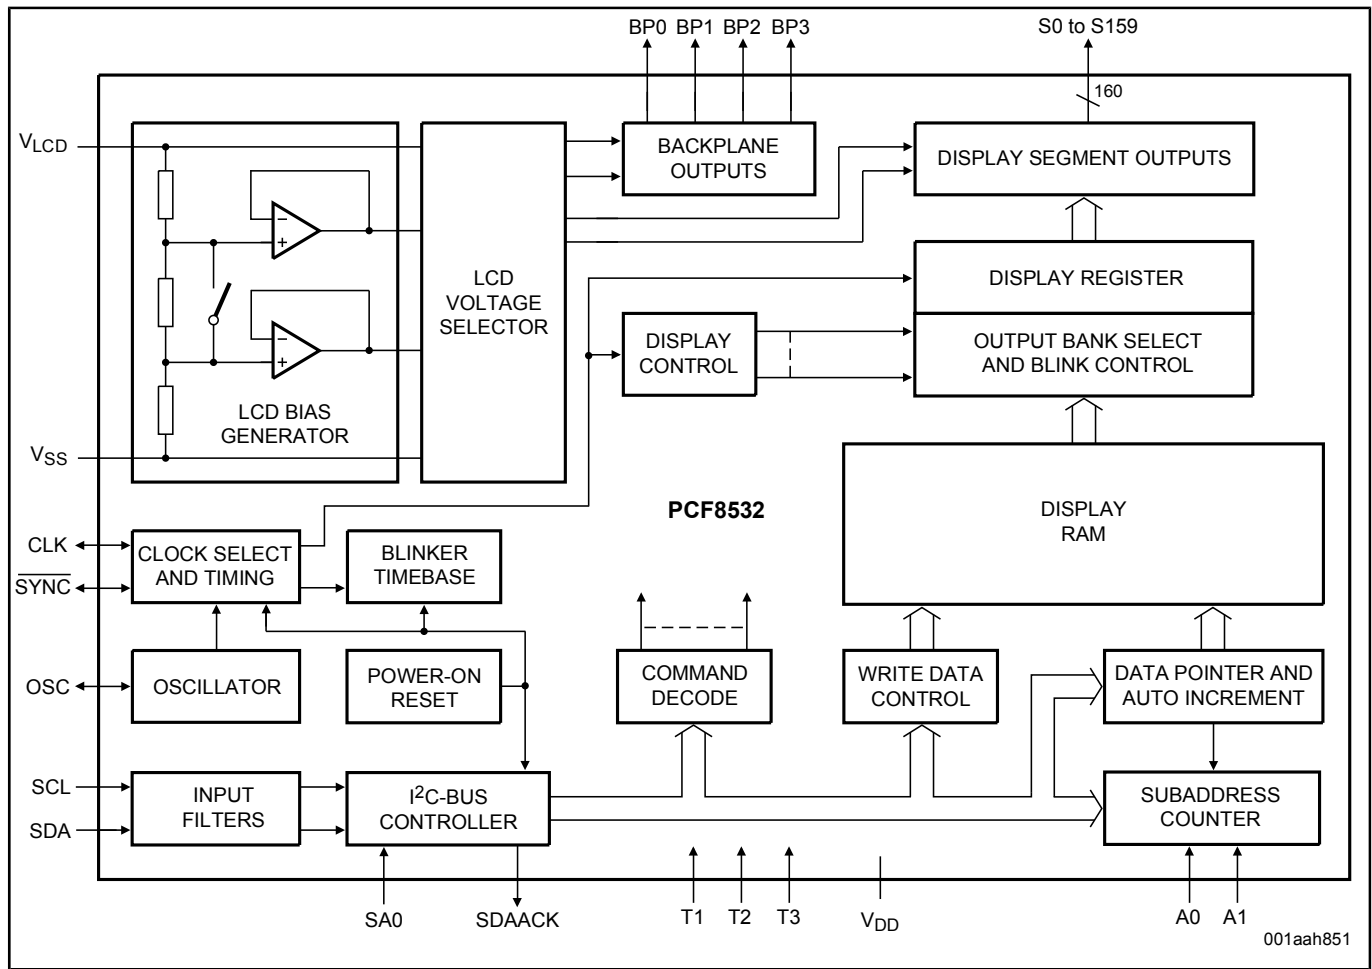 BP0 BP1 BP2 BP3 S0 to S159
160
VLCD
BACKPLANE
OUTPUTS
DISPLAY SEGMENT OUTPUTS
LCD
VOLTAGE
SELECTOR
DISPLAY REGISTER
DISPLAY
CONTROL
OUTPUT BANK SELECT
AND BLINK CONTROL
LCD BIAS
GENERATOR
VSS
PCF8532
DISPLAY
RAM
CLK
SYNC
CLOCK SELECT
AND TIMING
BLINKER
TIMEBASE
OSC
OSCILLATOR
POWER-ON
RESET
COMMAND
DECODE
WRITE DATA
CONTROL
DATA POINTER AND
AUTO INCREMENT
SCL
SDA
INPUT
FILTERS
I2C-BUS
CONTROLLER
SUBADDRESS
COUNTER
SA0 SDAACK T1 T2 T3 VDD A0 A1
001aah851